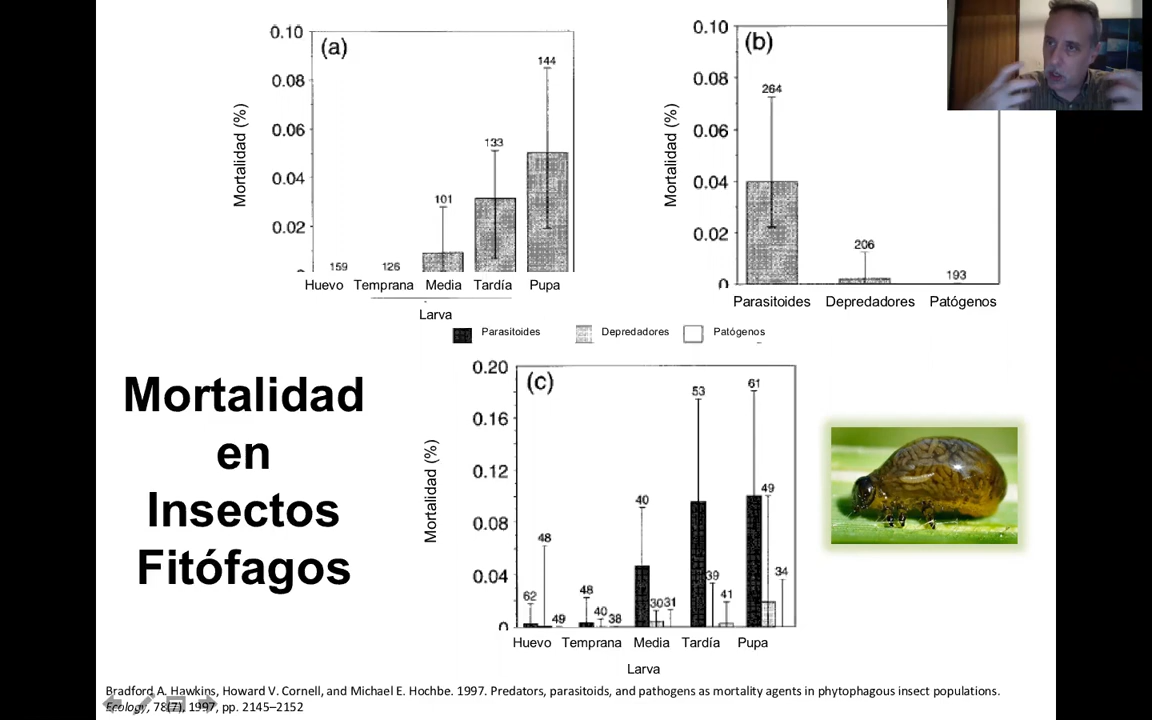 (a)
0.10
0.08
0.06
0.04
0.02
Mortalidad (%)
159
126
101
133
144
Huevo Temprana Media Tardía Pupa
Larva
(b)
0.10
0.08
0.06
0.04
0.02
0
Mortalidad (%)
264
206
193
Parasitoides Depredadores Patógenos
Parasitoides Depredadores Patógenos
(c)
0.20
0.16
0.12
0.08
0.04
0
Mortalidad (%)
62 48 49
48 40 38
40 30 31
53 39 41
61 49 34
Huevo Temprana Media Tardía Pupa
Larva
Mortalidad
en
Insectos
Fitófagos
Bradford A. Hawkins, Howard V. Cornell, and Michael E. Hochbe. 1997. Predators, parasitoids, and pathogens as mortality agents in phytophagous insect populations.
Ecology, 78(7), 1997, pp. 2145–2152